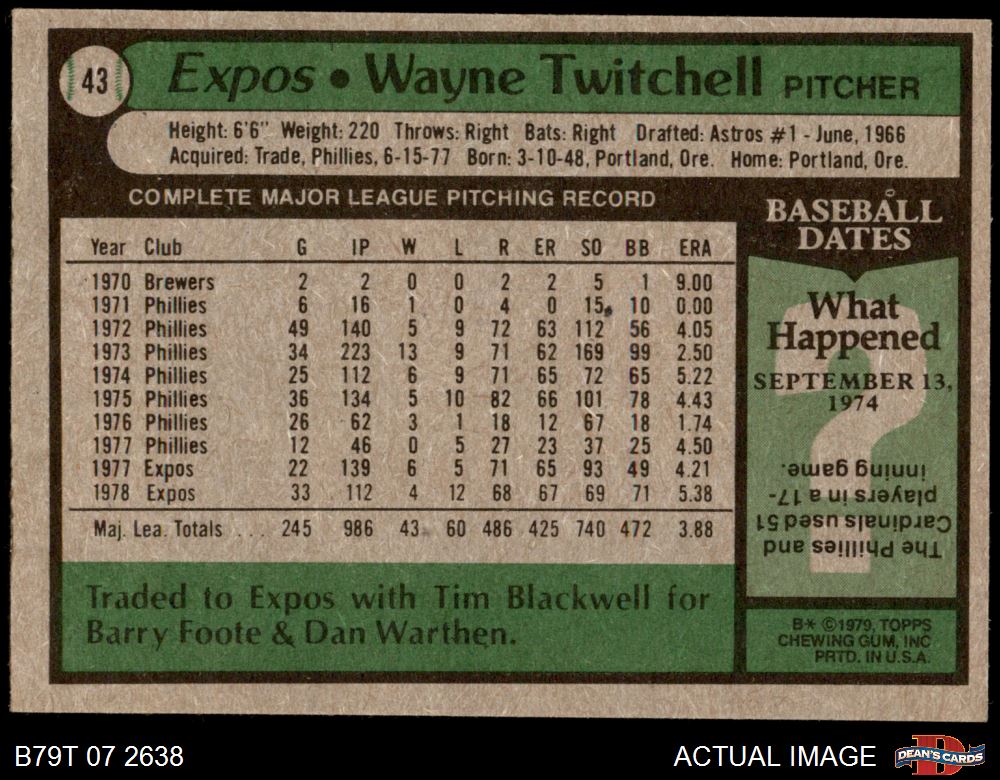 43
Expos • Wayne Twitchell PITCHER
Height: 6'6" Weight: 220 Throws: Right Bats: Right Drafted: Astros #1 - June, 1966
Acquired: Trade, Phillies, 6-15-77 Born: 3-10-48, Portland, Ore. Home: Portland, Ore.
COMPLETE MAJOR LEAGUE PITCHING RECORD
Year Club G IP W L R ER SO BB ERA
1970 Brewers 2 2 0 0 2 2 5 1 9.00
1971 Phillies 6 16 1 0 4 0 15 10 0.00
1972 Phillies 49 140 5 9 72 63 112 56 4.05
1973 Phillies 34 223 13 9 71 62 169 99 2.50
1974 Phillies 25 112 6 9 71 65 72 65 5.22
1975 Phillies 36 134 5 10 82 66 101 78 4.43
1976 Phillies 26 62 3 1 18 12 67 18 1.74
1977 Phillies 12 46 0 5 27 23 37 25 4.50
1977 Expos 22 139 6 5 71 65 93 49 4.21
1978 Expos 33 112 4 12 68 67 69 71 5.38
Maj. Lea. Totals . . . 245 986 43 60 486 425 740 472 3.88
Traded to Expos with Tim Blackwell for
Barry Foote & Dan Warthen.
BASEBALL
DATES
What
Happened
SEPTEMBER 13,
1974
?
The Phillies and
Cardinals used 51
players in a 17-
inning game.
B* ©1979, TOPPS
CHEWING GUM, INC
PRTD. IN U.S.A.
B79T 07 2638
ACTUAL IMAGE
D
DEAN'S CARDS